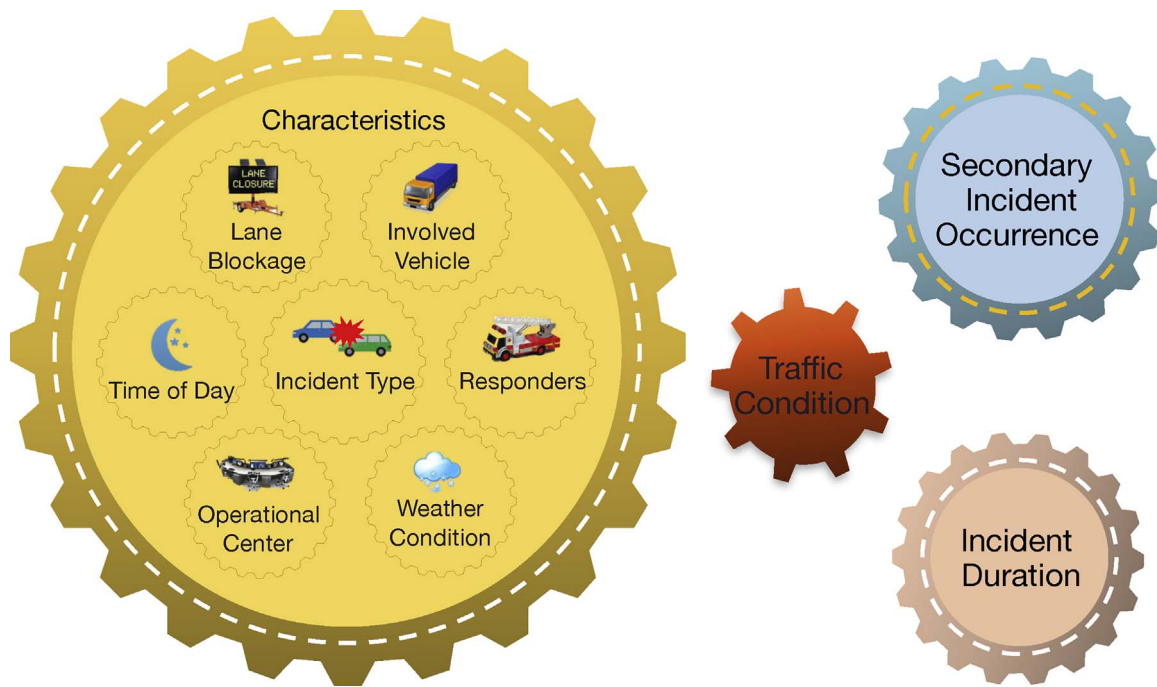 Characteristics
LANE
CLOSURE
Lane
Blockage
Involved
Vehicle
Time of Day
Incident Type
Responders
Operational
Center
Weather
Condition
Traffic
Condition
Secondary
Incident
Occurrence
Incident
Duration